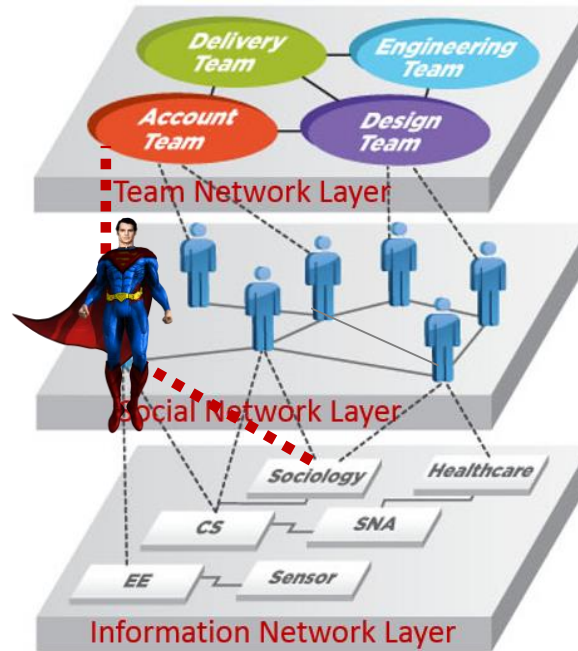 Delivery
Team
Engineering
Team
Account
Team
Design
Team
Team Network Layer
Social Network Layer
Sociology
Healthcare
CS
SNA
EE
Sensor
Information Network Layer